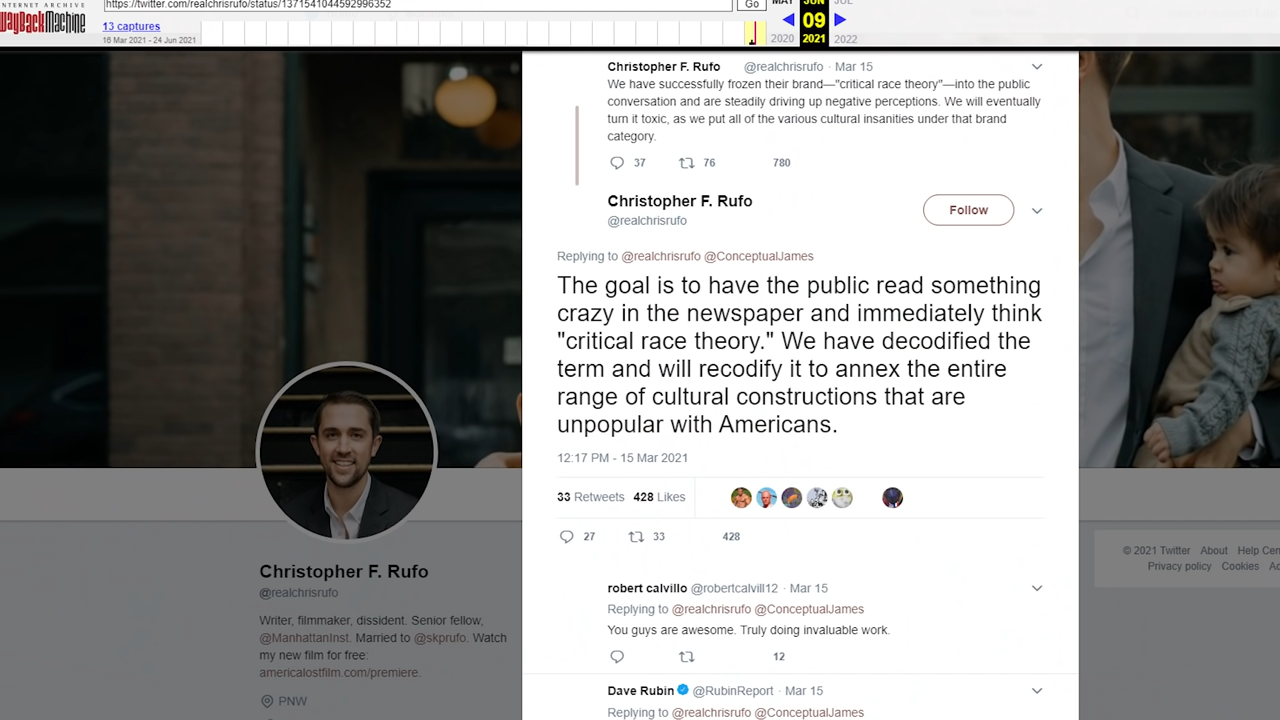 INTERNET ARCHIVE
WayBackMachine
https://twitter.com/realchrisrufo/status/1371541044592996352
Go
13 captures
16 Mar 2021 - 24 Jun 2021
MAY JUN JUL
09
2020 2021 2022
Christopher F. Rufo @realchrisrufo · Mar 15
We have successfully frozen their brand—"critical race theory"—into the public
conversation and are steadily driving up negative perceptions. We will eventually
turn it toxic, as we put all of the various cultural insanities under that brand
category.
37 76 780
Christopher F. Rufo
@realchrisrufo
Follow
Replying to @realchrisrufo @ConceptualJames
The goal is to have the public read something
crazy in the newspaper and immediately think
"critical race theory." We have decodified the
term and will recodify it to annex the entire
range of cultural constructions that are
unpopular with Americans.
12:17 PM - 15 Mar 2021
33 Retweets 428 Likes
27 33 428
robert calvillo @robertcalvill12 · Mar 15
Replying to @realchrisrufo @ConceptualJames
You guys are awesome. Truly doing invaluable work.
12
Dave Rubin @RubinReport · Mar 15
Replying to @realchrisrufo @ConceptualJames
Christopher F. Rufo
@realchrisrufo
Writer, filmmaker, dissident. Senior fellow,
@ManhattanInst. Married to @skprufo. Watch
my new film for free:
americalostfilm.com/premiere.
PNW
© 2021 Twitter About Help Cen
Privacy policy Cookies Ad